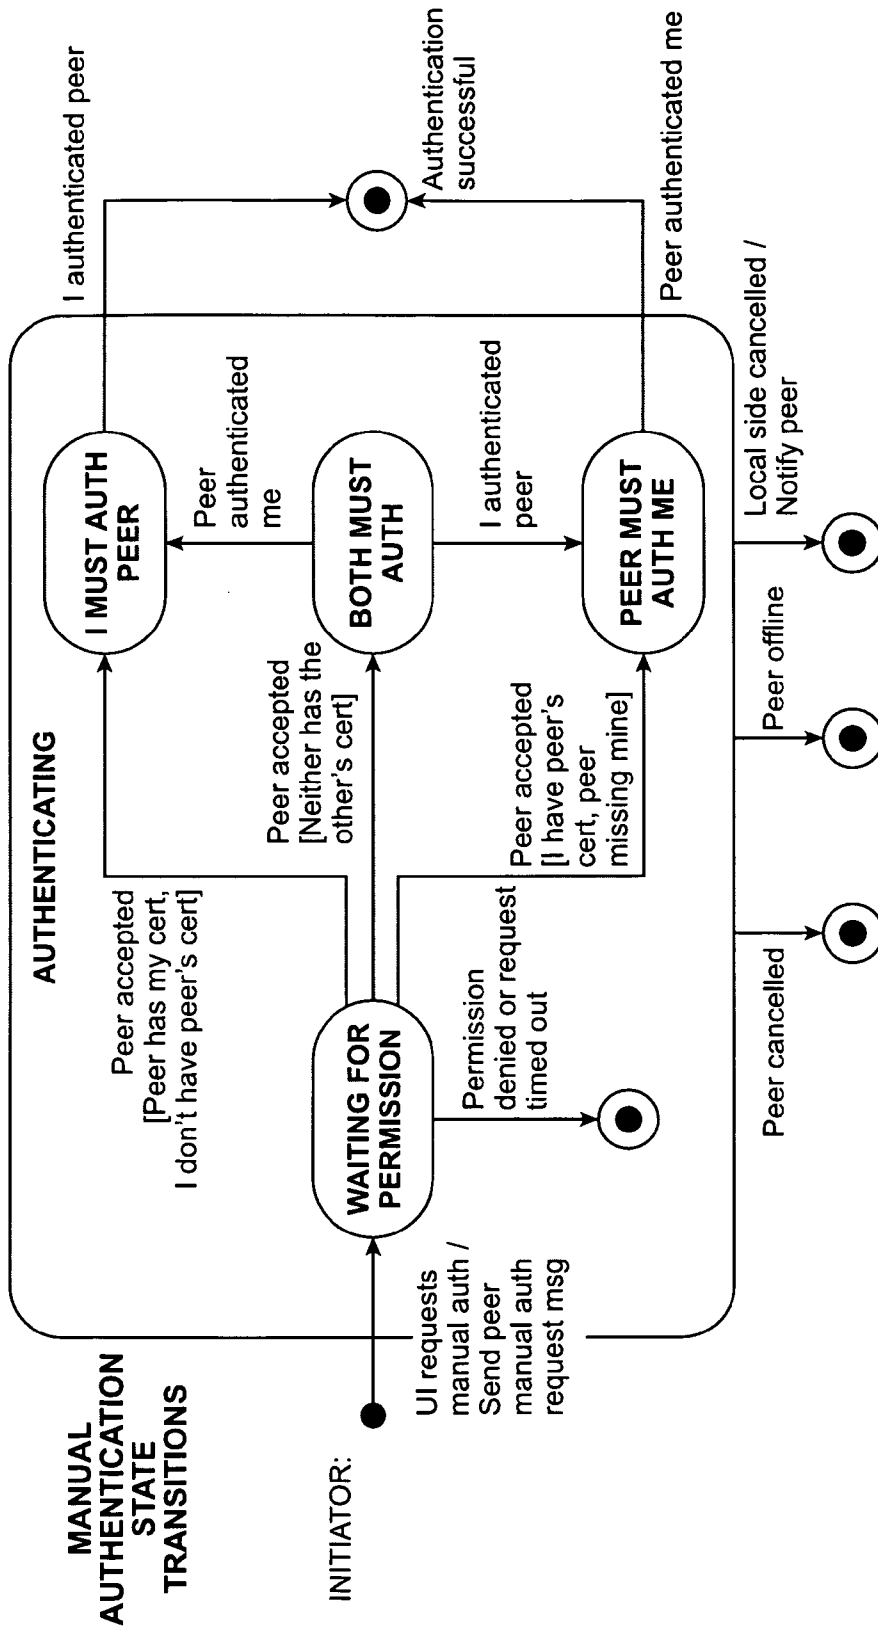 MANUAL
AUTHENTICATION
STATE
TRANSITIONS
INITIATOR:
UI requests
manual auth /
Send peer
manual auth
request msg
AUTHENTICATING
WAITING FOR
PERMISSION
Permission
denied or request
timed out
Peer accepted
[Peer has my cert,
I don't have peer's cert]
Peer accepted
[Neither has the
other's cert]
Peer accepted
[I have peer's
cert, peer
missing mine]
I MUST AUTH
PEER
Peer
authenticated
me
BOTH MUST
AUTH
I authenticated
peer
PEER MUST
AUTH ME
I authenticated peer
Authentication
successful
Peer authenticated me
Peer cancelled
Peer offline
Local side cancelled /
Notify peer